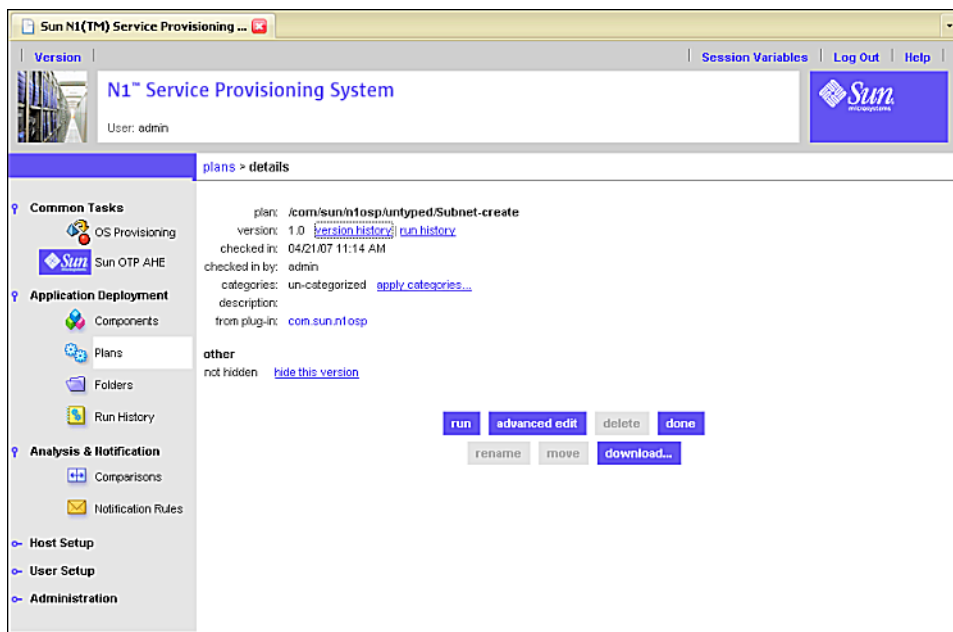 Sun N1(TM) Service Provisioning ...
Version
Session Variables
Log Out
Help
N1™ Service Provisioning System
User: admin
Sun
microsystems
plans > details
Common Tasks
OS Provisioning
Sun
Sun OTP AHE
Application Deployment
Components
Plans
Folders
Run History
Analysis & Notification
Comparisons
Notification Rules
Host Setup
User Setup
Administration
plan: /com/sun/n1osp/untyped/Subnet-create
version: 1.0 version history | run history
checked in: 04/21/07 11:14 AM
checked in by: admin
categories: un-categorized apply categories...
description:
from plug-in: com.sun.n1osp
other
not hidden hide this version
run advanced edit delete done
rename move download...